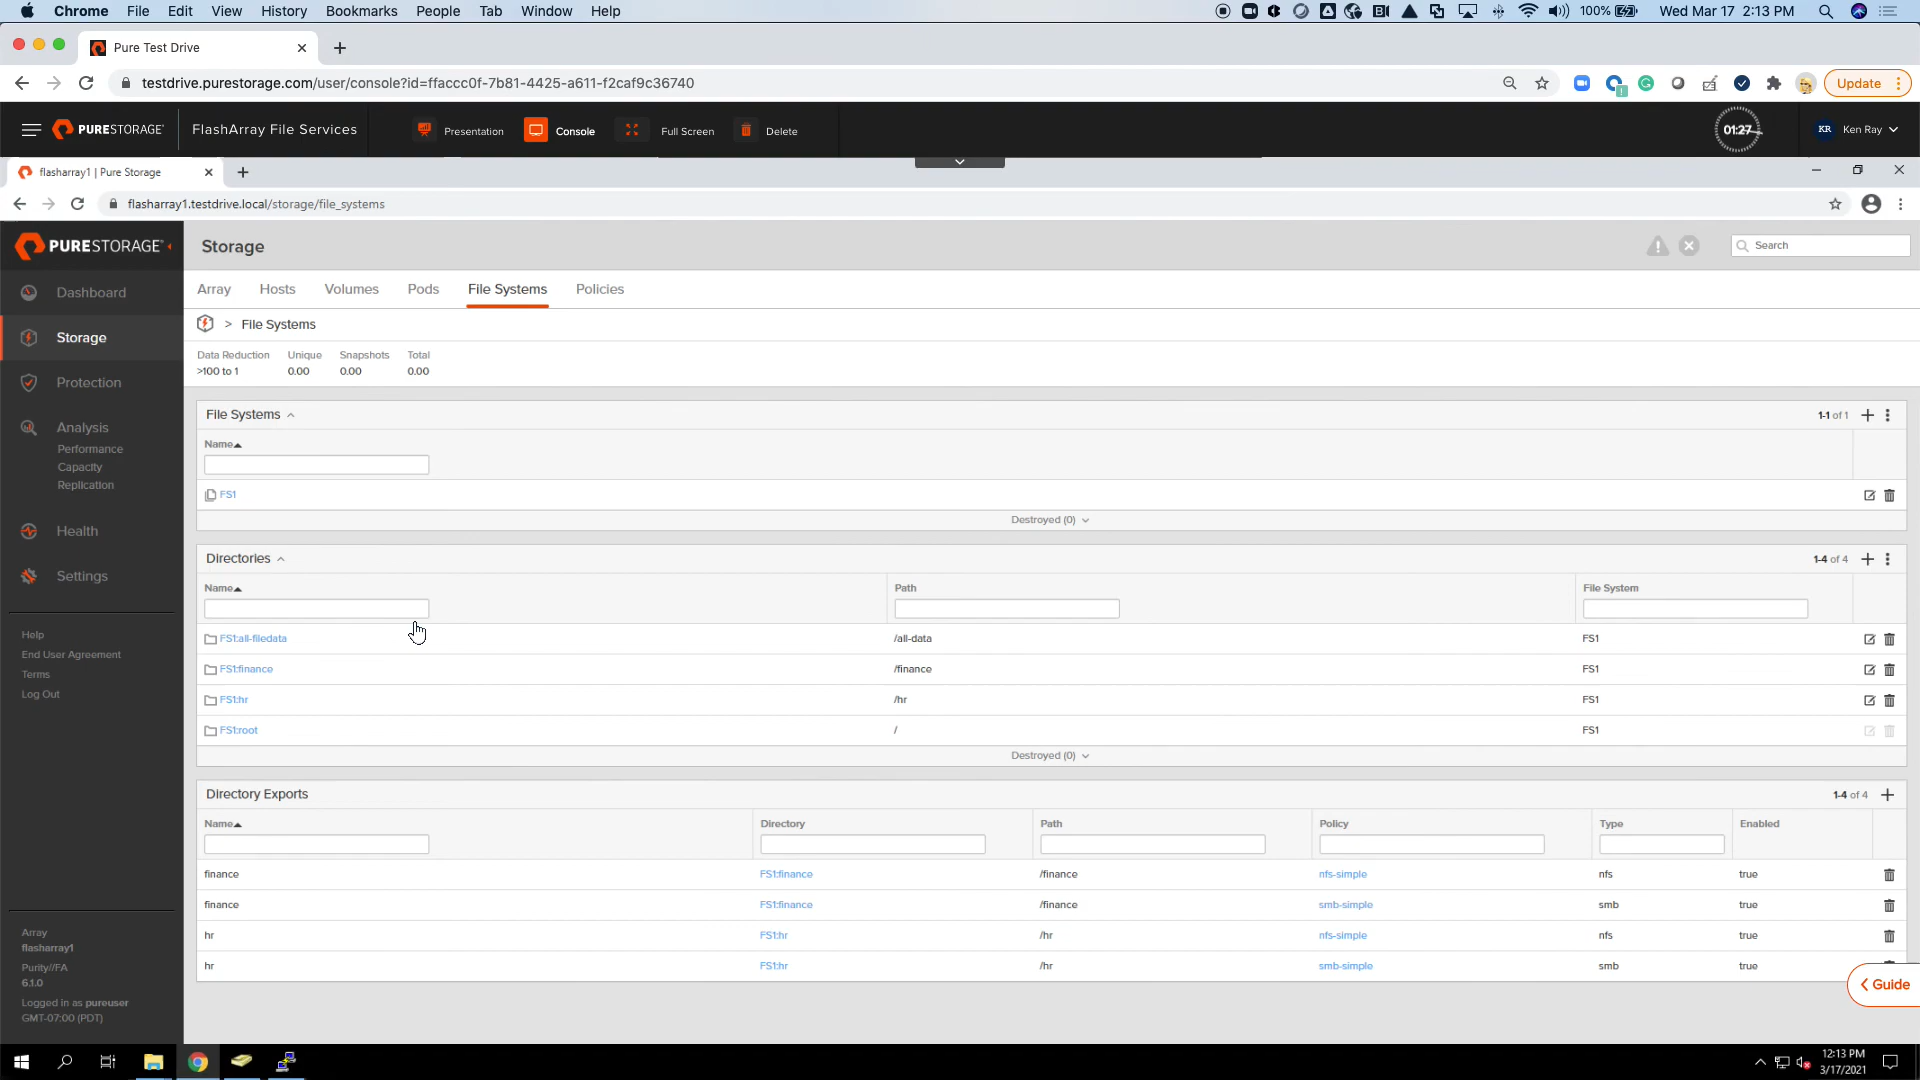 Chrome File Edit View History Bookmarks People Tab Window Help 100% Wed Mar 17 2:13 PM
Pure Test Drive
testdrive.purestorage.com/user/console?id=ffaccc0f-7b81-4425-a611-f2caf9c36740 Update
PURESTORAGE FlashArray File Services Presentation Console Full Screen Delete 01:27 KR Ken Ray
flasharray1 | Pure Storage
flasharray1.testdrive.local/storage/file_systems
PURESTORAGE Storage Search
Dashboard
Storage
Protection
Analysis
Performance
Capacity
Replication
Health
Settings
Help
End User Agreement
Terms
Log Out
Array
flasharray1
Purity//FA
6.1.0
Logged in as pureuser
GMT-07:00 (PDT)
Array Hosts Volumes Pods File Systems Policies
> File Systems
Data Reduction Unique Snapshots Total
>100 to 1 0.00 0.00 0.00
File Systems 1-1 of 1
Name
FS1
Destroyed (0)
Directories 1-4 of 4
Name Path File System
FS1:all-filedata /all-data FS1
FS1:finance /finance FS1
FS1:hr /hr FS1
FS1:root / FS1
Destroyed (0)
Directory Exports 1-4 of 4
Name Directory Path Policy Type Enabled
finance FS1:finance /finance nfs-simple nfs true
finance FS1:finance /finance smb-simple smb true
hr FS1:hr /hr nfs-simple nfs true
hr FS1:hr /hr smb-simple smb true
Guide
12:13 PM
3/17/2021